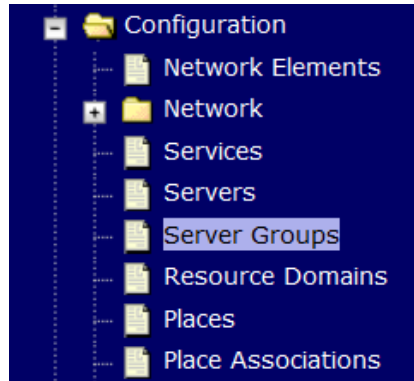 Configuration
Network Elements
Network
Services
Servers
Server Groups
Resource Domains
Places
Place Associations